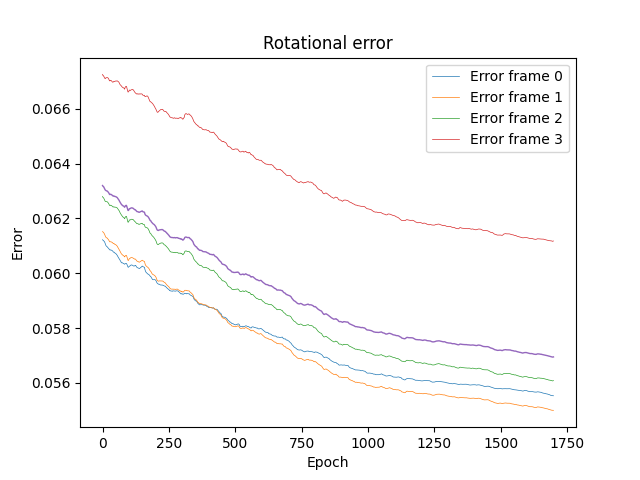 Rotational error
Error frame 0
Error frame 1
Error frame 2
Error frame 3
0.066
0.064
0.062
0.060
0.058
0.056
Error
0
250
500
750
1000
1250
1500
1750
Epoch